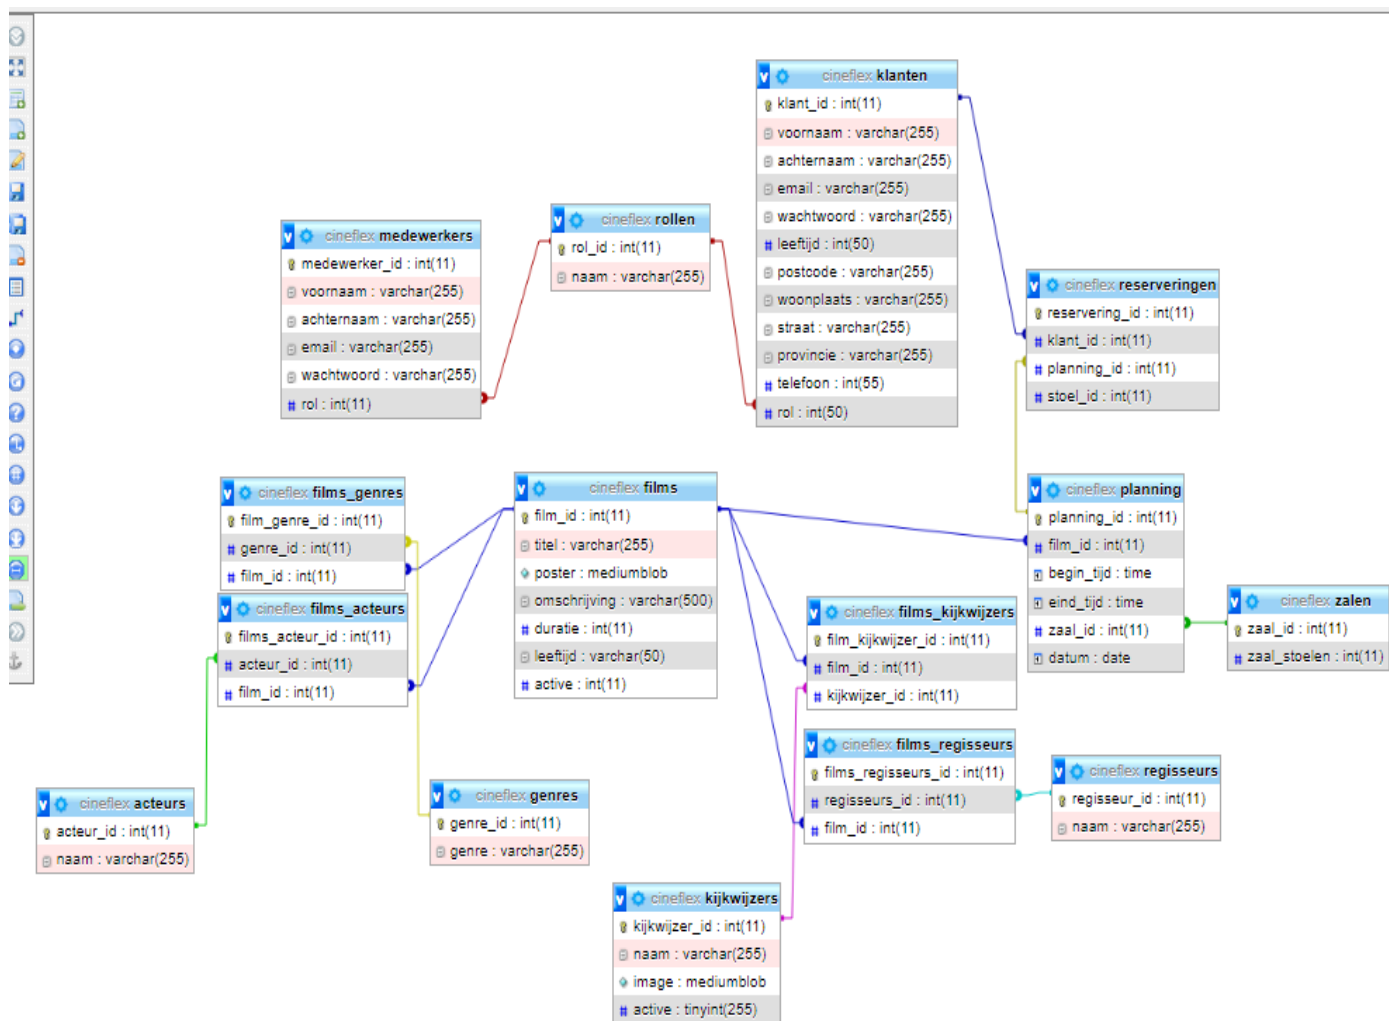 cineflex klanten
klant_id : int(11)
voornaam : varchar(255)
achternaam : varchar(255)
email : varchar(255)
wachtwoord : varchar(255)
leeftijd : int(50)
postcode : varchar(255)
woonplaats : varchar(255)
straat : varchar(255)
provincie : varchar(255)
telefoon : int(55)
rol : int(50)
cineflex rollen
rol_id : int(11)
naam : varchar(255)
cineflex medewerkers
medewerker_id : int(11)
voornaam : varchar(255)
achternaam : varchar(255)
email : varchar(255)
wachtwoord : varchar(255)
rol : int(11)
cineflex reserveringen
reservering_id : int(11)
klant_id : int(11)
planning_id : int(11)
stoel_id : int(11)
cineflex films_genres
film_genre_id : int(11)
genre_id : int(11)
film_id : int(11)
cineflex films
film_id : int(11)
titel : varchar(255)
poster : mediumblob
omschrijving : varchar(500)
duratie : int(11)
leeftijd : varchar(50)
active : int(11)
cineflex planning
planning_id : int(11)
film_id : int(11)
begin_tijd : time
eind_tijd : time
zaal_id : int(11)
datum : date
cineflex zalen
zaal_id : int(11)
zaal_stoelen : int(11)
cineflex films_acteurs
films_acteur_id : int(11)
acteur_id : int(11)
film_id : int(11)
cineflex films_kijkwijzers
film_kijkwijzer_id : int(11)
film_id : int(11)
kijkwijzer_id : int(11)
cineflex films_regisseurs
films_regisseurs_id : int(11)
regisseurs_id : int(11)
film_id : int(11)
cineflex regisseurs
regisseur_id : int(11)
naam : varchar(255)
cineflex acteurs
acteur_id : int(11)
naam : varchar(255)
cineflex genres
genre_id : int(11)
genre : varchar(255)
cineflex kijkwijzers
kijkwijzer_id : int(11)
naam : varchar(255)
image : mediumblob
active : tinyint(255)